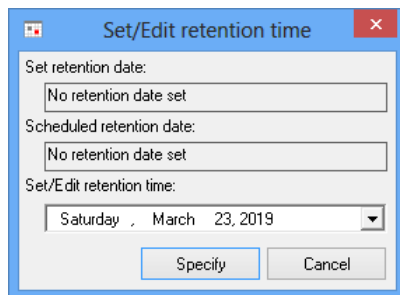 Set/Edit retention time
Set retention date:
No retention date set
Scheduled retention date:
No retention date set
Set/Edit retention time:
Saturday , March 23, 2019
Specify Cancel